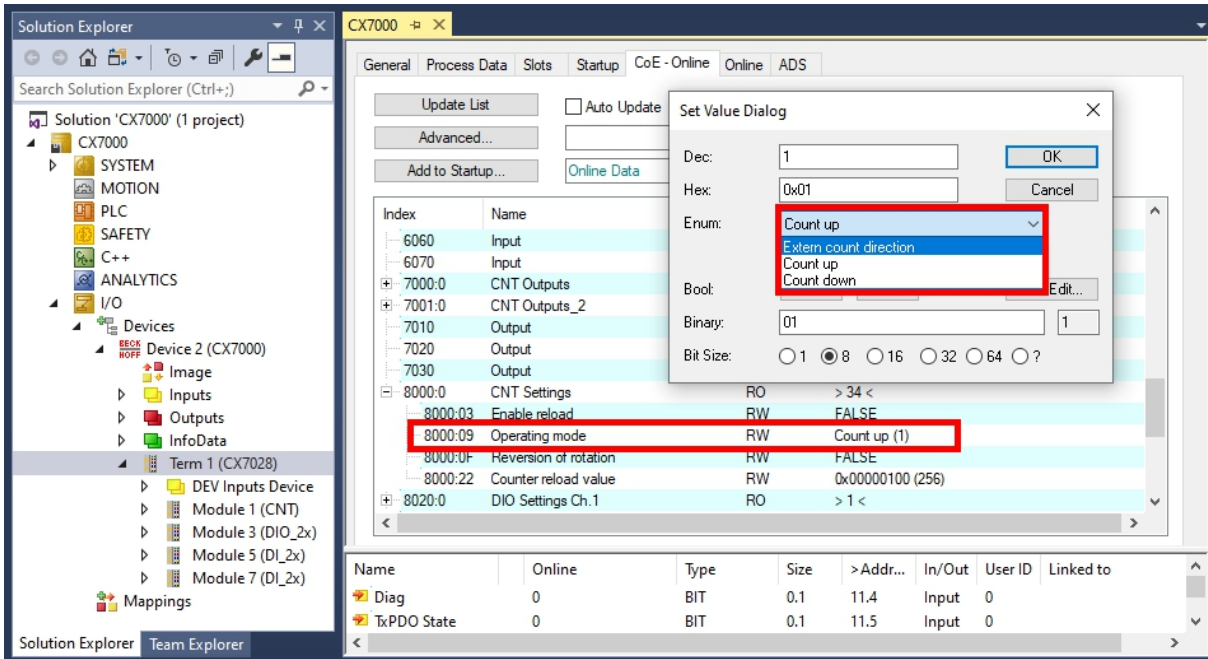 Solution Explorer
Search Solution Explorer (Ctrl+;)
Solution 'CX7000' (1 project)
CX7000
SYSTEM
MOTION
PLC
SAFETY
C++
ANALYTICS
I/O
Devices
BECKHOFF Device 2 (CX7000)
Image
Inputs
Outputs
InfoData
Term 1 (CX7028)
DEV Inputs Device
Module 1 (CNT)
Module 3 (DIO_2x)
Module 5 (DI_2x)
Module 7 (DI_2x)
Mappings
Solution Explorer Team Explorer
CX7000
General Process Data Slots Startup CoE - Online Online ADS
Update List Auto Update
Advanced...
Add to Startup... Online Data
Index Name
6060 Input
6070 Input
7000:0 CNT Outputs
7001:0 CNT Outputs_2
7010 Output
7020 Output
7030 Output
8000:0 CNT Settings RO > 34 <
8000:03 Enable reload RW FALSE
8000:09 Operating mode RW Count up (1)
8000:0F Reversion of rotation RW FALSE
8000:22 Counter reload value RW 0x00000100 (256)
8020:0 DIO Settings Ch.1 RO > 1 <
Set Value Dialog
Dec: 1 OK
Hex: 0x01 Cancel
Enum: Count up
Extern count direction
Count up
Count down
Bool: Edit...
Binary: 01 1
Bit Size: 1 8 16 32 64 ?
Name Online Type Size >Addr... In/Out User ID Linked to
Diag 0 BIT 0.1 11.4 Input 0
TxPDO State 0 BIT 0.1 11.5 Input 0